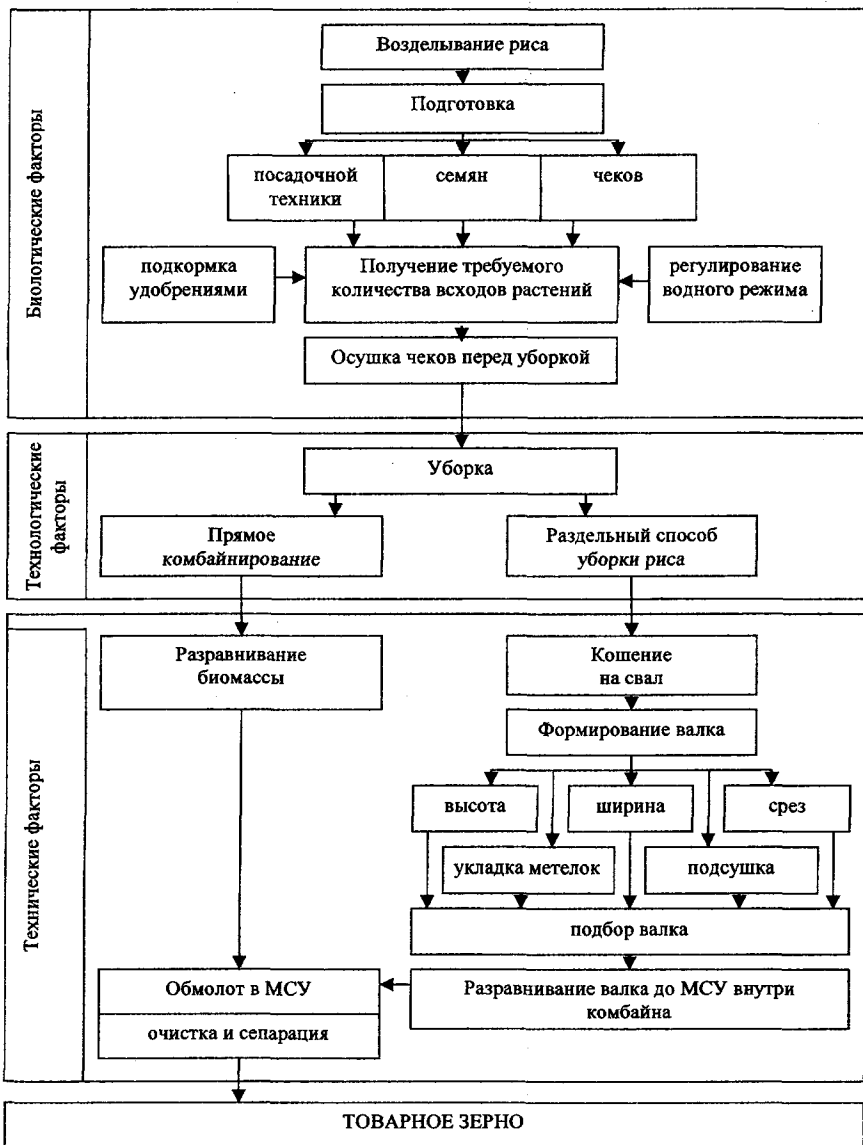 Биологические факторы
Возделывание риса
Подготовка
посадочной
техники
семян
чеков
подкормка
удобрениями
Получение требуемого
количества всходов растений
регулирование
водного режима
Осушка чеков перед уборкой
Технологические
факторы
Уборка
Прямое
комбайнирование
Раздельный способ
уборки риса
Технические факторы
Разравнивание
биомассы
Кошение
на свал
Формирование валка
высота
ширина
срез
укладка метелок
подсушка
подбор валка
Обмолот в МСУ
очистка и сепарация
Разравнивание валка до МСУ внутри
комбайна
ТОВАРНОЕ ЗЕРНО